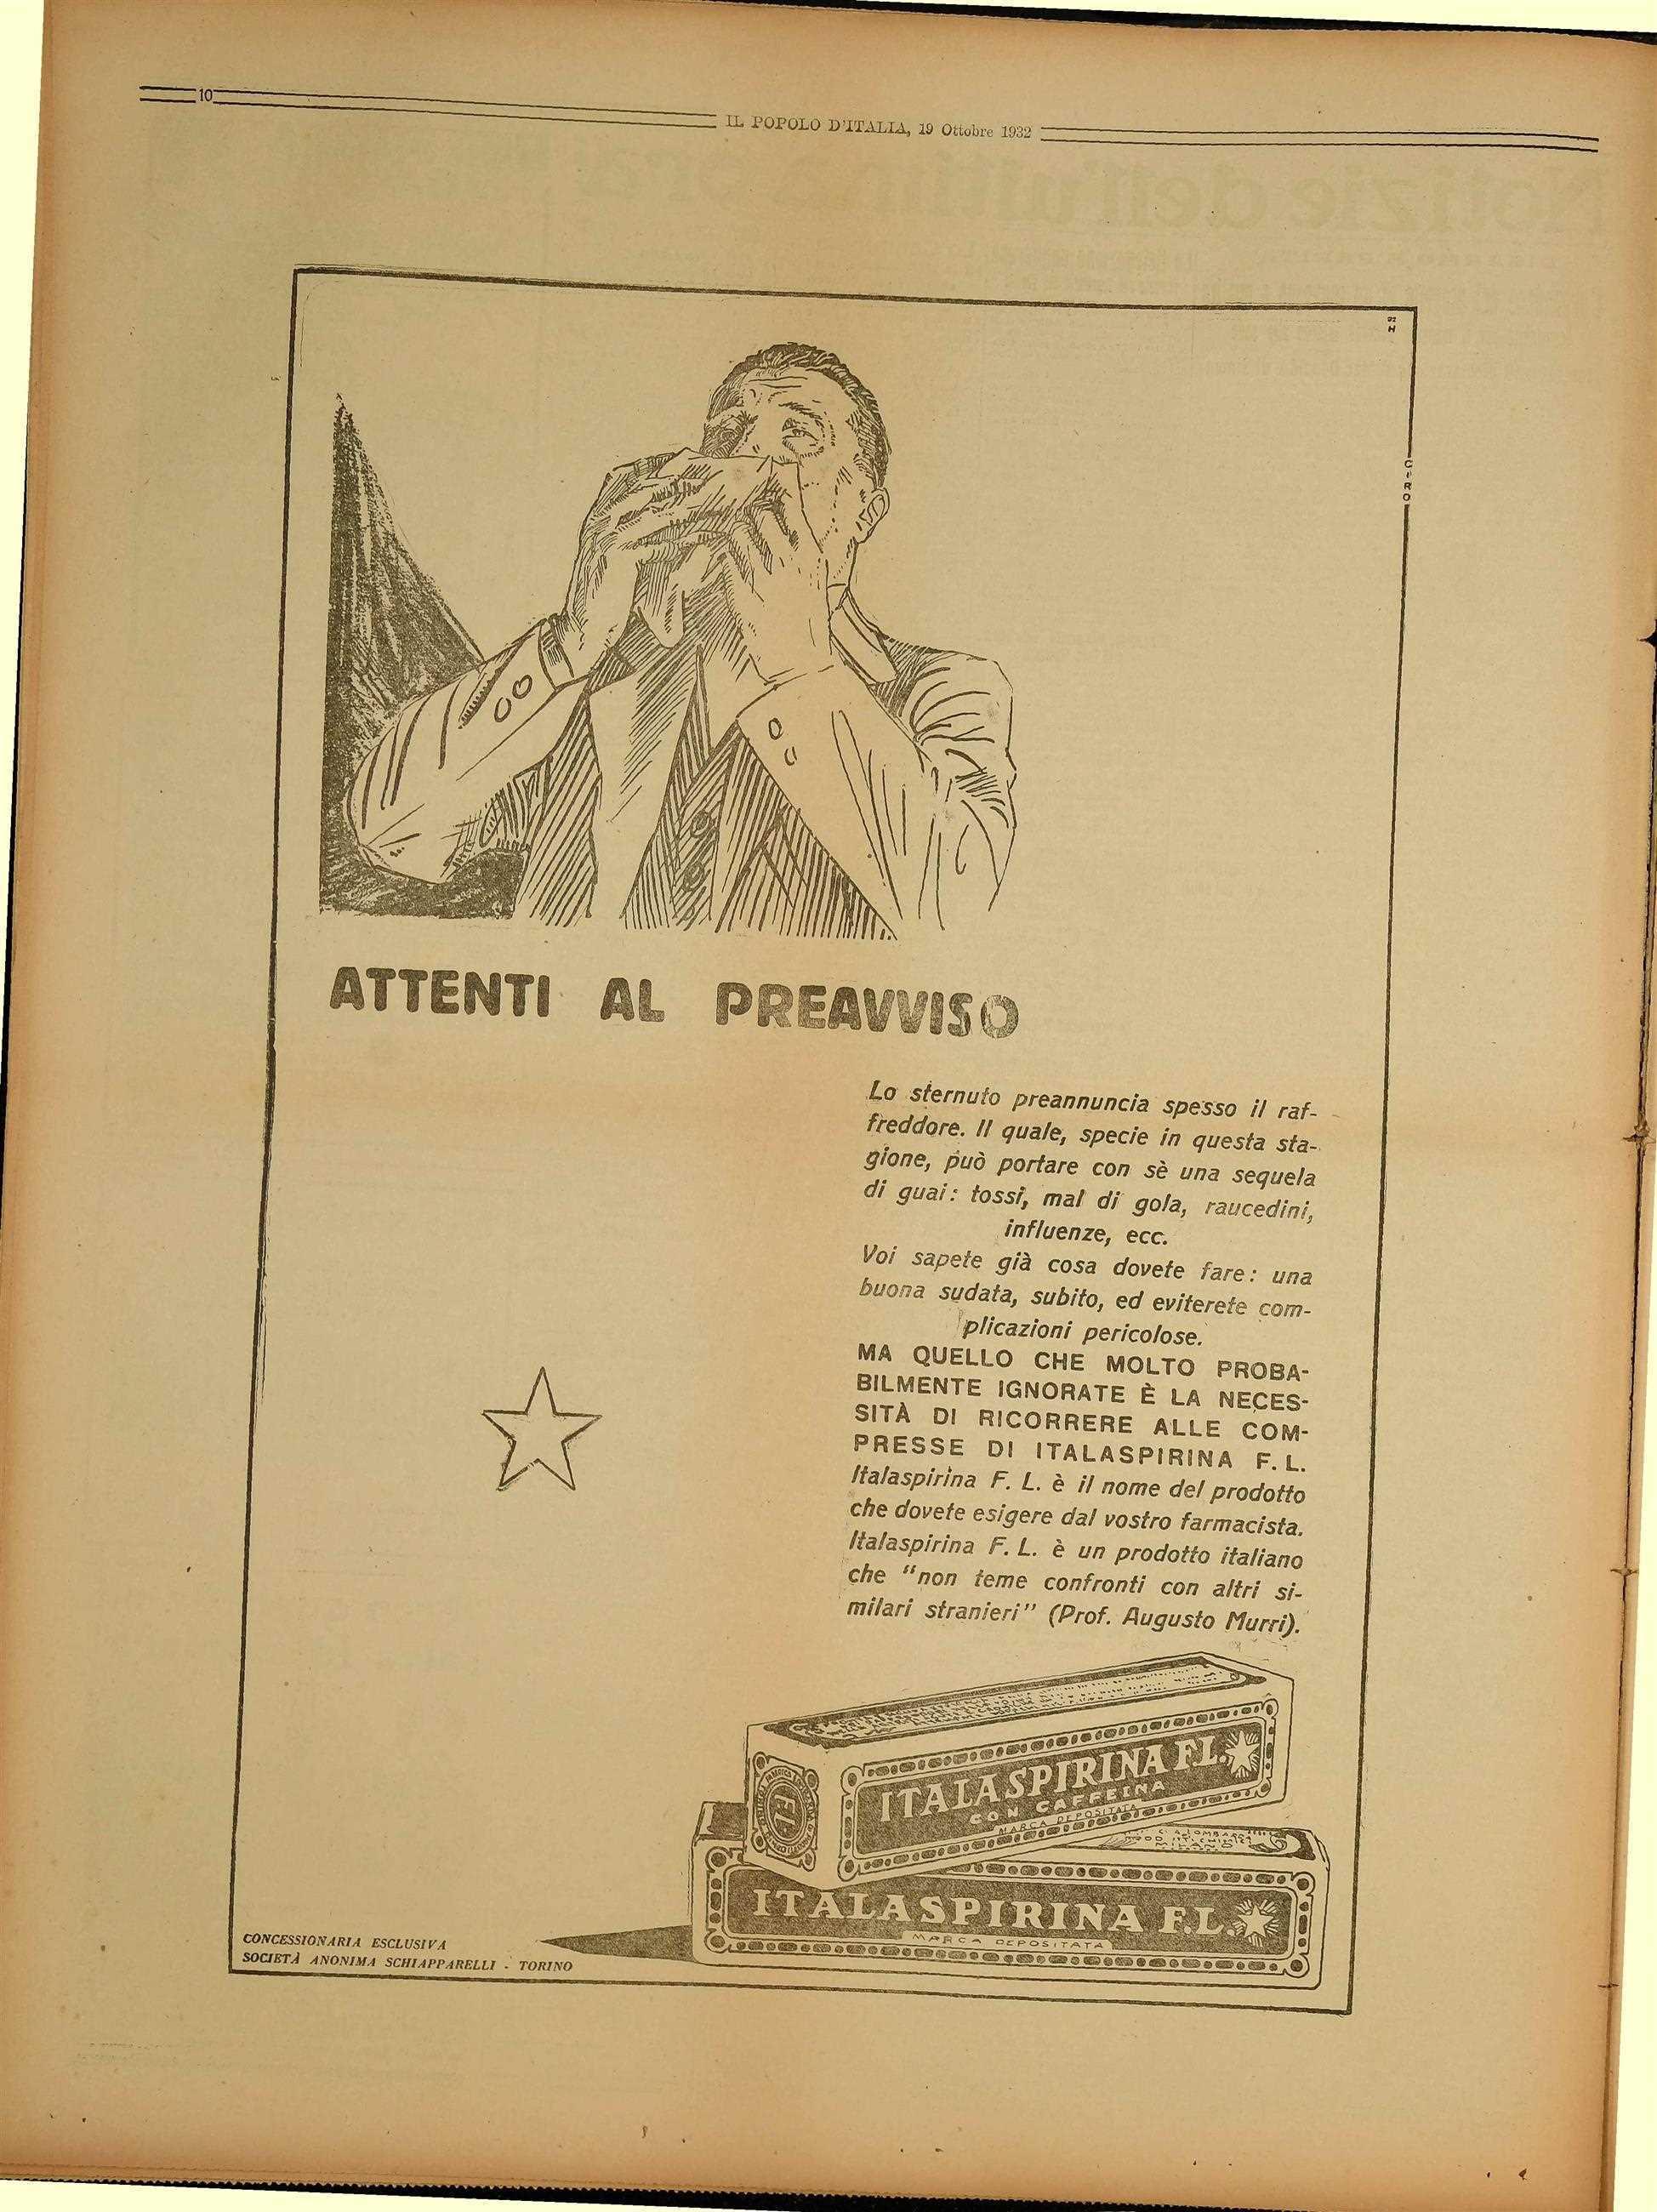 10
IL POPOLO D'ITALIA, 19 Ottobre 1932
CIRO
ATTENTI AL PREAVVISO
Lo sternuto preannuncia spesso il raf-
freddore. Il quale, specie in questa sta-
gione, può portare con sè una sequela
di guai: tossi, mal di gola, raucedini,
influenze, ecc.
Voi sapete già cosa dovete fare: una
buona sudata, subito, ed eviterete com-
plicazioni pericolose.
MA QUELLO CHE MOLTO PROBA-
BILMENTE IGNORATE È LA NECES-
SITÀ DI RICORRERE ALLE COM-
PRESSE DI ITALASPIRINA F. L.
Italaspirina F. L. è il nome del prodotto
che dovete esigere dal vostro farmacista.
Italaspirina F. L. è un prodotto italiano
che "non teme confronti con altri si-
milari stranieri" (Prof. Augusto Murri).
F.L.
ITALASPIRINA F.L.
CON CAFFEINA
MARCA DEPOSITATA
MILANO
ITALASPIRINA F.L.
MARCA DEPOSITATA
CONCESSIONARIA ESCLUSIVA
SOCIETÀ ANONIMA SCHIAPPARELLI - TORINO